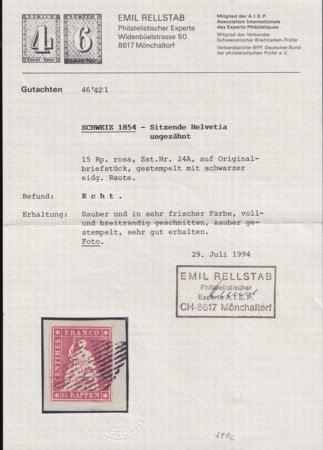 4 6
EMIL RELLSTAB
Philatelistischer Experte
Widenbüelstrasse 50
8617 Mönchaltorf
Mitglied der A.I.E.P.
Association Internationale
des Experts Philatéliques
Mitglied des Verbandes
Schweizerischer Briefmarken-Prüfer
Verbandsprüfer BPP, Deutscher Bund
der philatelistischen Prüfer e.V.
Gutachten 46'421
SCHWEIZ 1854 - Sitzende Helvetia
ungezähnt
15 Rp. rosa, Zst.Nr. 24A, auf Original-
briefstück, gestempelt mit schwarzer
eidg. Raute.
Befund: Echt.
Erhaltung: Sauber und in sehr frischer Farbe, voll-
und breitrandig geschnitten, sauber ge-
stempelt, sehr gut erhalten.
Foto.
29. Juli 1994
EMIL RELLSTAB
Philatelistischer
Experte A.I.E.P.
CH-8617 Mönchaltorf
FRANCO
CENTIMES
15 RAPPEN